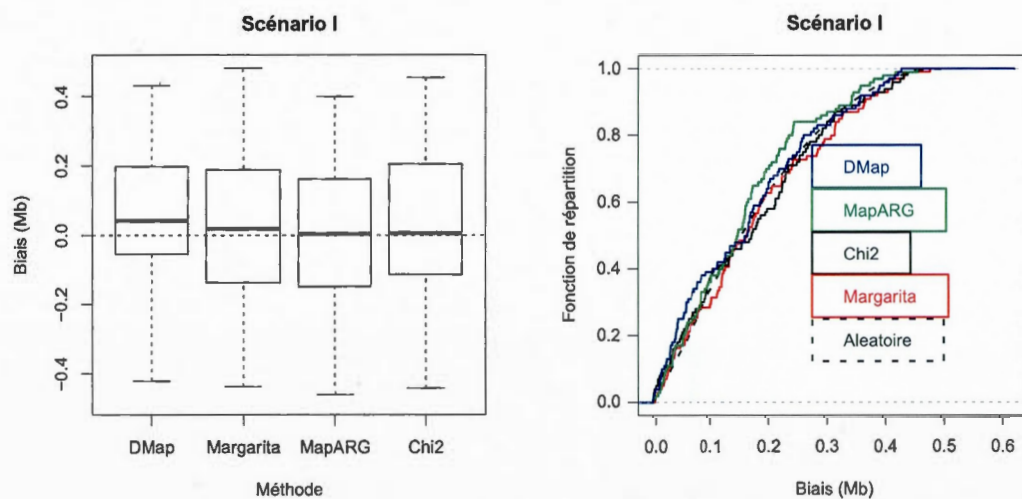 Scénario I
Biais (Mb)
0.4
0.2
0.0
−0.2
−0.4
DMap
Margarita
MapARG
Chi2
Méthode
Scénario I
Fonction de répartition
1.0
0.8
0.6
0.4
0.2
0.0
DMap
MapARG
Chi2
Margarita
Aleatoire
0.0
0.1
0.2
0.3
0.4
0.5
0.6
Biais (Mb)